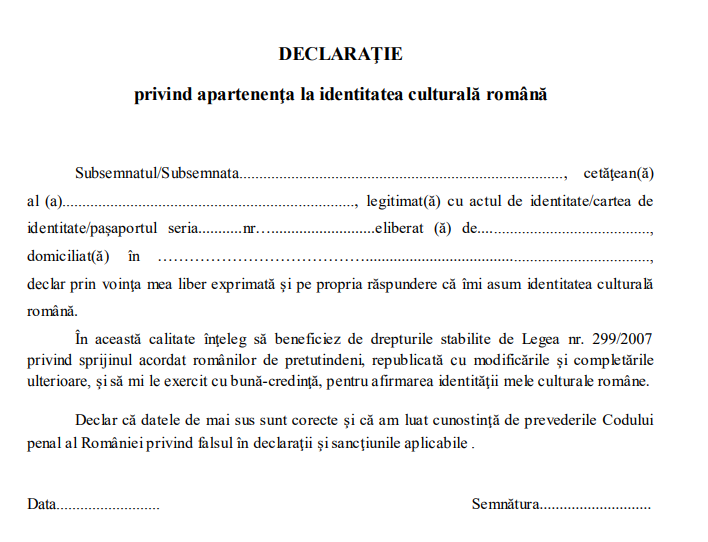 DECLARAŢIE
privind apartenenţa la identitatea culturală română
Subsemnatul/Subsemnata................................................................................., cetăţean(ă)
al (a)........................................................................., legitimat(ă) cu actul de identitate/cartea de
identitate/paşaportul seria...........nr…..........................eliberat (ă) de...........................................,
domiciliat(ă) în …………………………………......................................................................,
declar prin voinţa mea liber exprimată şi pe propria răspundere că îmi asum identitatea culturală
română.
În această calitate înţeleg să beneficiez de drepturile stabilite de Legea nr. 299/2007
privind sprijinul acordat românilor de pretutindeni, republicată cu modificările şi completările
ulterioare, şi să mi le exercit cu bună-credinţă, pentru afirmarea identităţii mele culturale române.
Declar că datele de mai sus sunt corecte şi că am luat cunostinţă de prevederile Codului
penal al României privind falsul în declaraţii şi sancţiunile aplicabile .
Data.......................... Semnătura............................